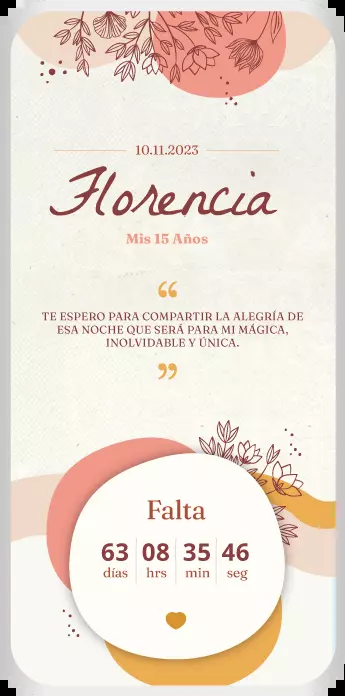 10.11.2023
Florencia
Mis 15 Años
“
TE ESPERO PARA COMPARTIR LA ALEGRÍA DE
ESA NOCHE QUE SERÁ PARA MI MÁGICA,
INOLVIDABLE Y ÚNICA.
”
Falta
63 08 35 46
días hrs min seg